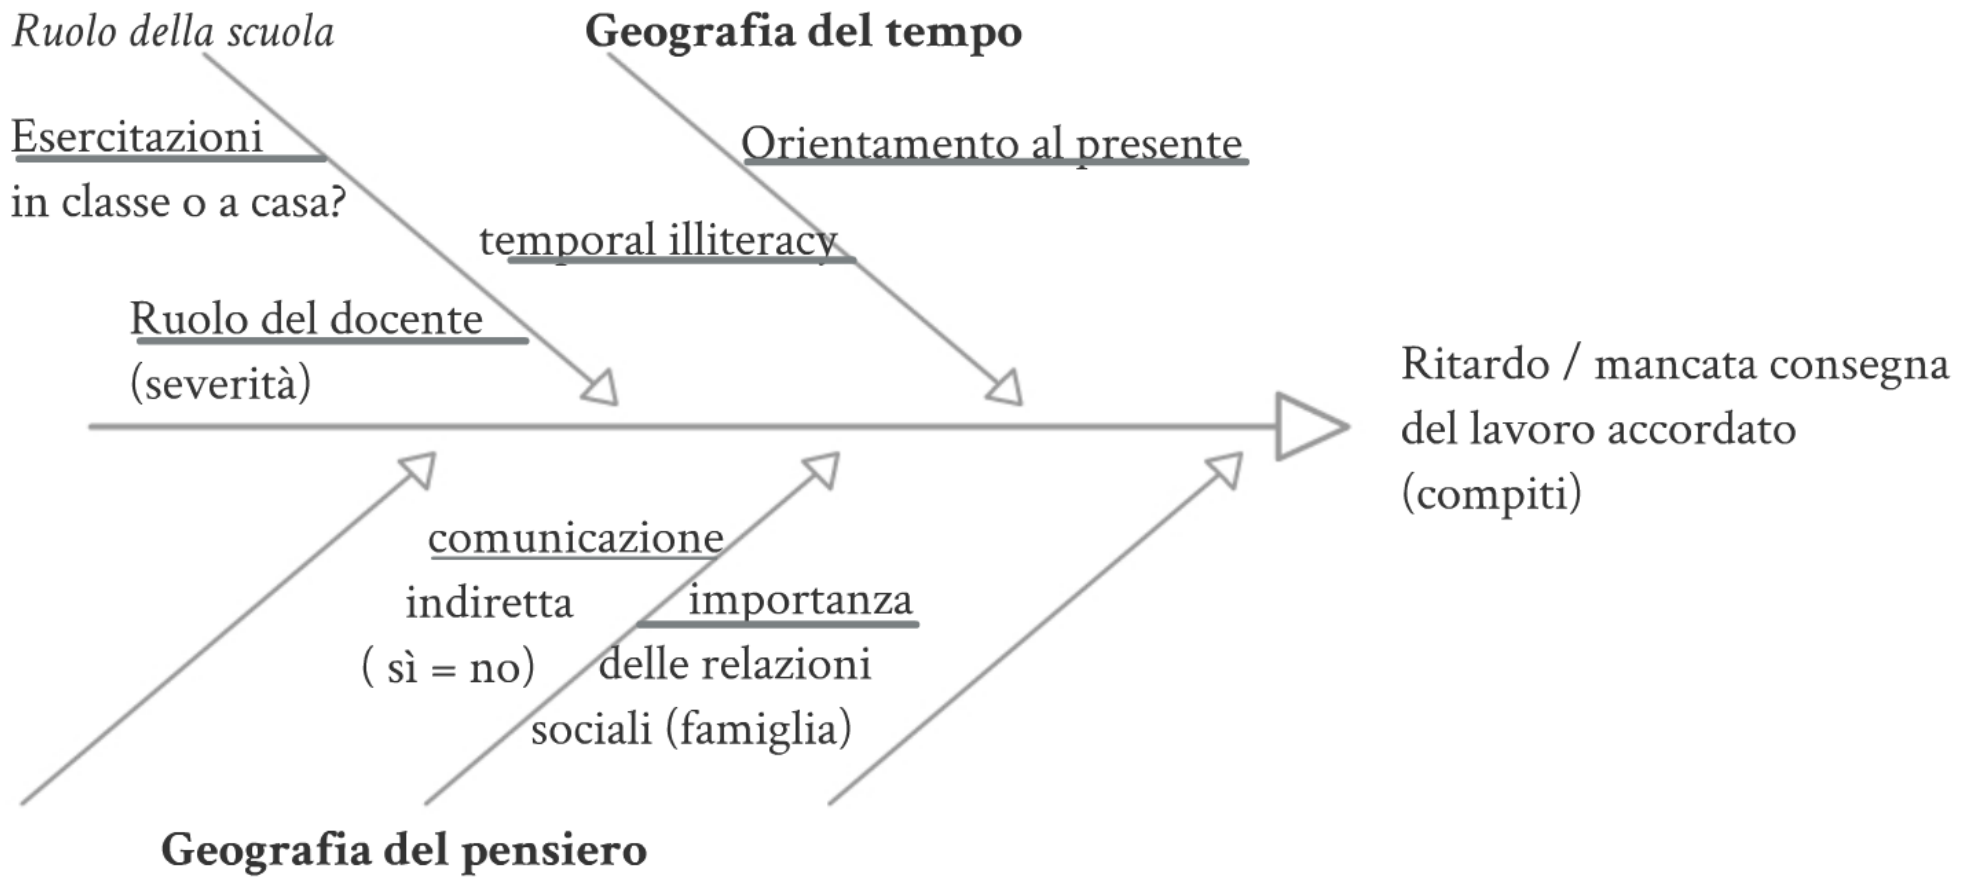 Ruolo della scuola
Esercitazioni
in classe o a casa?
Ruolo del docente
(severità)
Geografia del tempo
Orientamento al presente
temporal illiteracy
Ritardo / mancata consegna
del lavoro accordato
(compiti)
comunicazione
indiretta
( sì = no)
importanza
delle relazioni
sociali (famiglia)
Geografia del pensiero